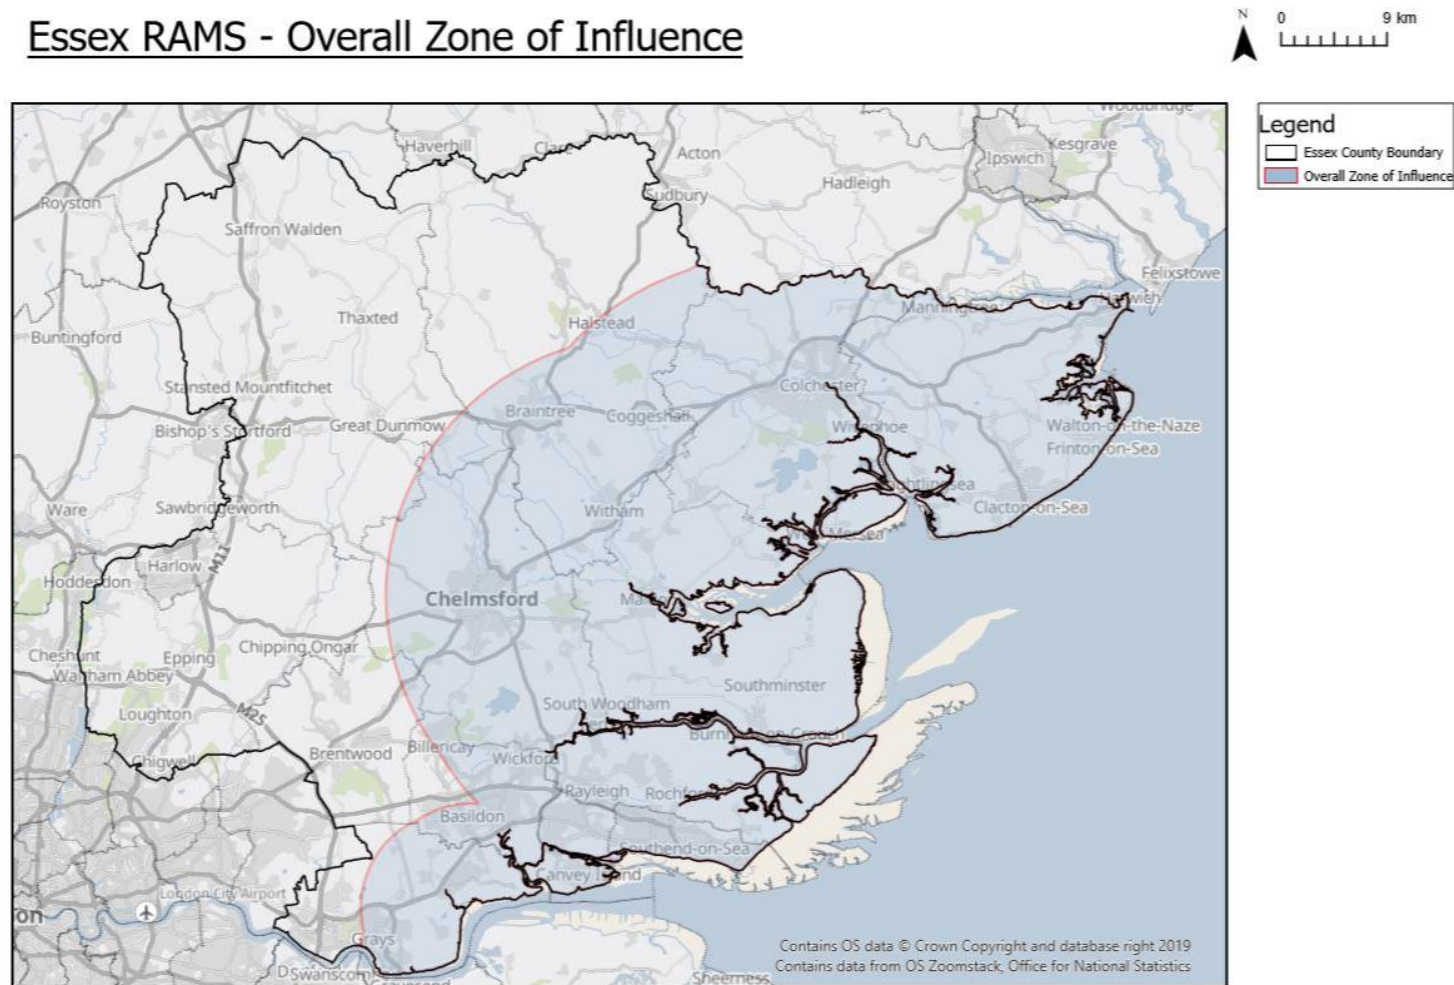 Essex RAMS - Overall Zone of Influence
N
0 9 km
Legend
Essex County Boundary
Overall Zone of Influence
Woodbridge
Haverhill
Clare
Acton
Ipswich
Kesgrave
Royston
Sudbury
Hadleigh
Saffron Walden
Felixstowe
Harwich
Manningtree
Thaxted
Halstead
Buntingford
Stansted Mountfitchet
Colchester
Braintree
Coggeshall
Great Dunmow
Bishop's Stortford
Wivenhoe
Walton-on-the-Naze
Frinton-on-Sea
Brightlingsea
Clacton-on-Sea
Ware
Sawbridgeworth
Witham
West Mersea
M11
Harlow
Hoddesdon
Chelmsford
Maldon
Chipping Ongar
Cheshunt
Epping
Waltham Abbey
Southminster
South Woodham
Loughton
M25
Burnham-on-Crouch
Brentwood
Billericay
Wickford
Chigwell
Rayleigh
Rochford
Basildon
Southend-on-Sea
Canvey Island
London City Airport
on
Grays
Swanscombe
Gravesend
Sheerness
Contains OS data © Crown Copyright and database right 2019
Contains data from OS Zoomstack, Office for National Statistics